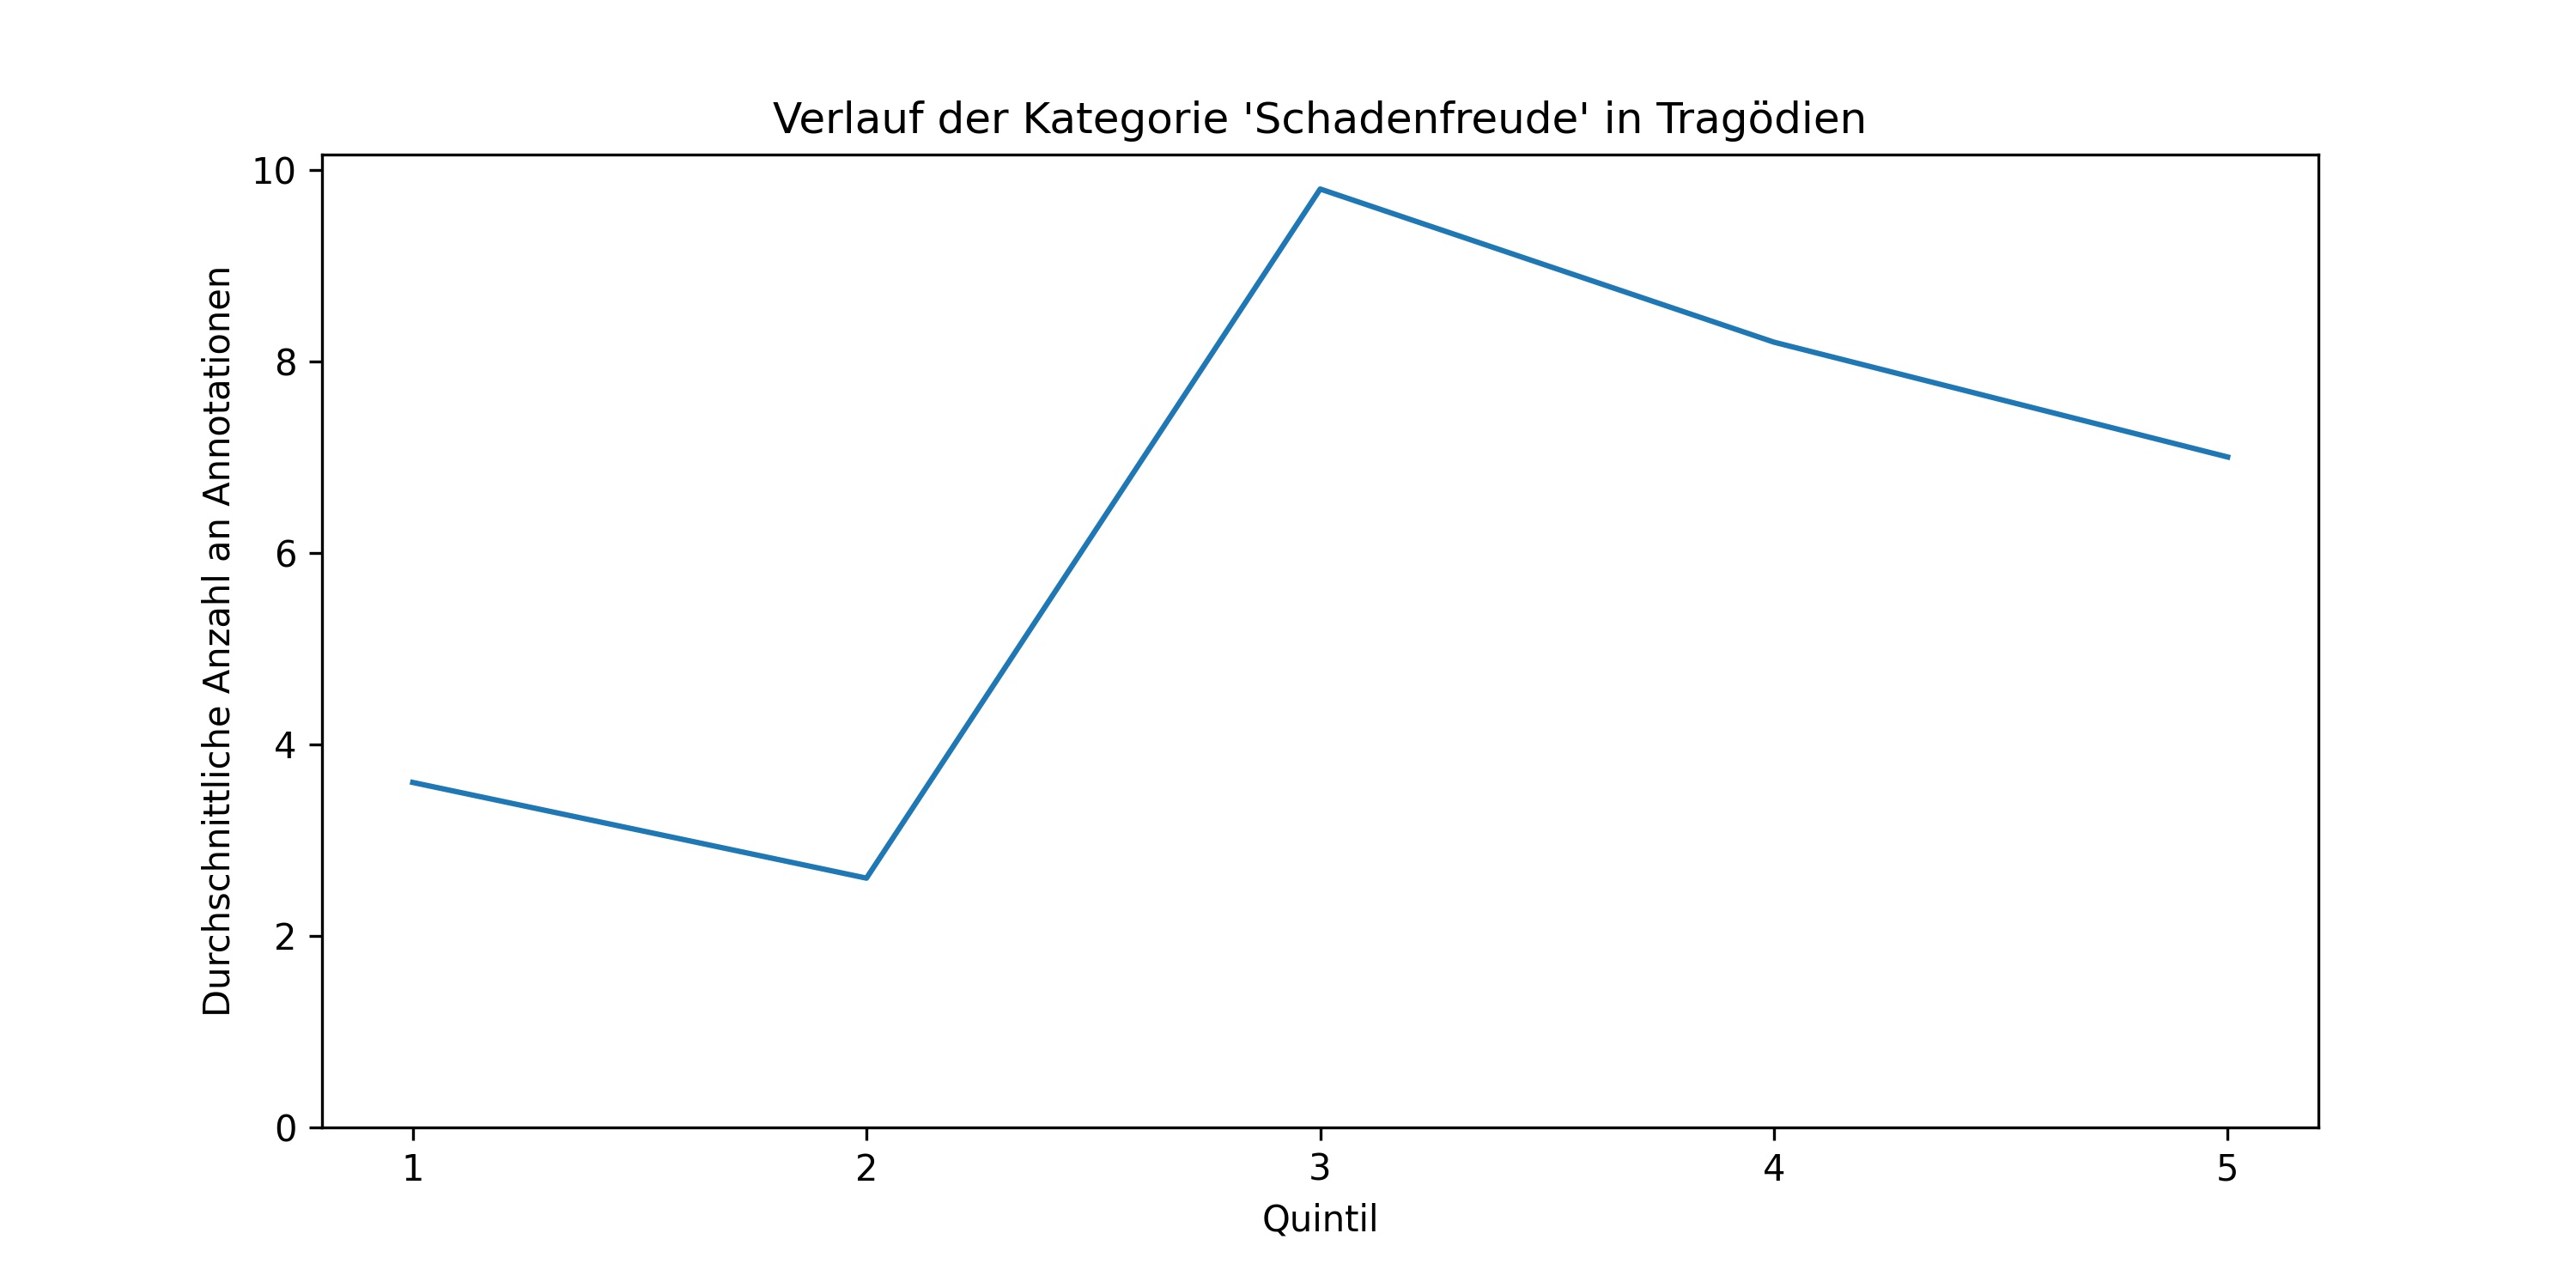 Verlauf der Kategorie 'Schadenfreude' in Tragödien
Durchschnittliche Anzahl an Annotationen
10
8
6
4
2
0
1 2 3 4 5
Quintil